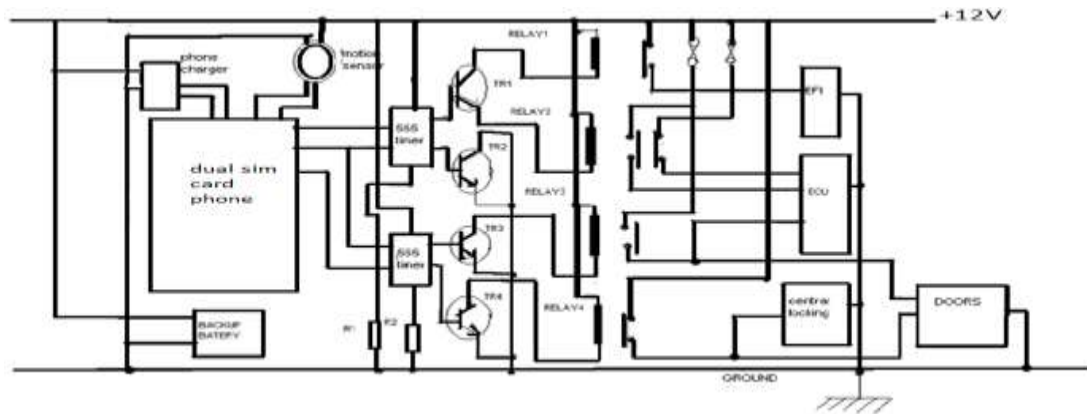 +12V
RELAY1
phone
charger
motion
sensor
TR1
EFI
555
timer
RELAY2
TR2
dual sim
card
phone
RELAY3
ECU
TR3
555
timer
TR4
RELAY4
central
locking
DOORS
BACKUP
BATERY
R1
R2
GROUND